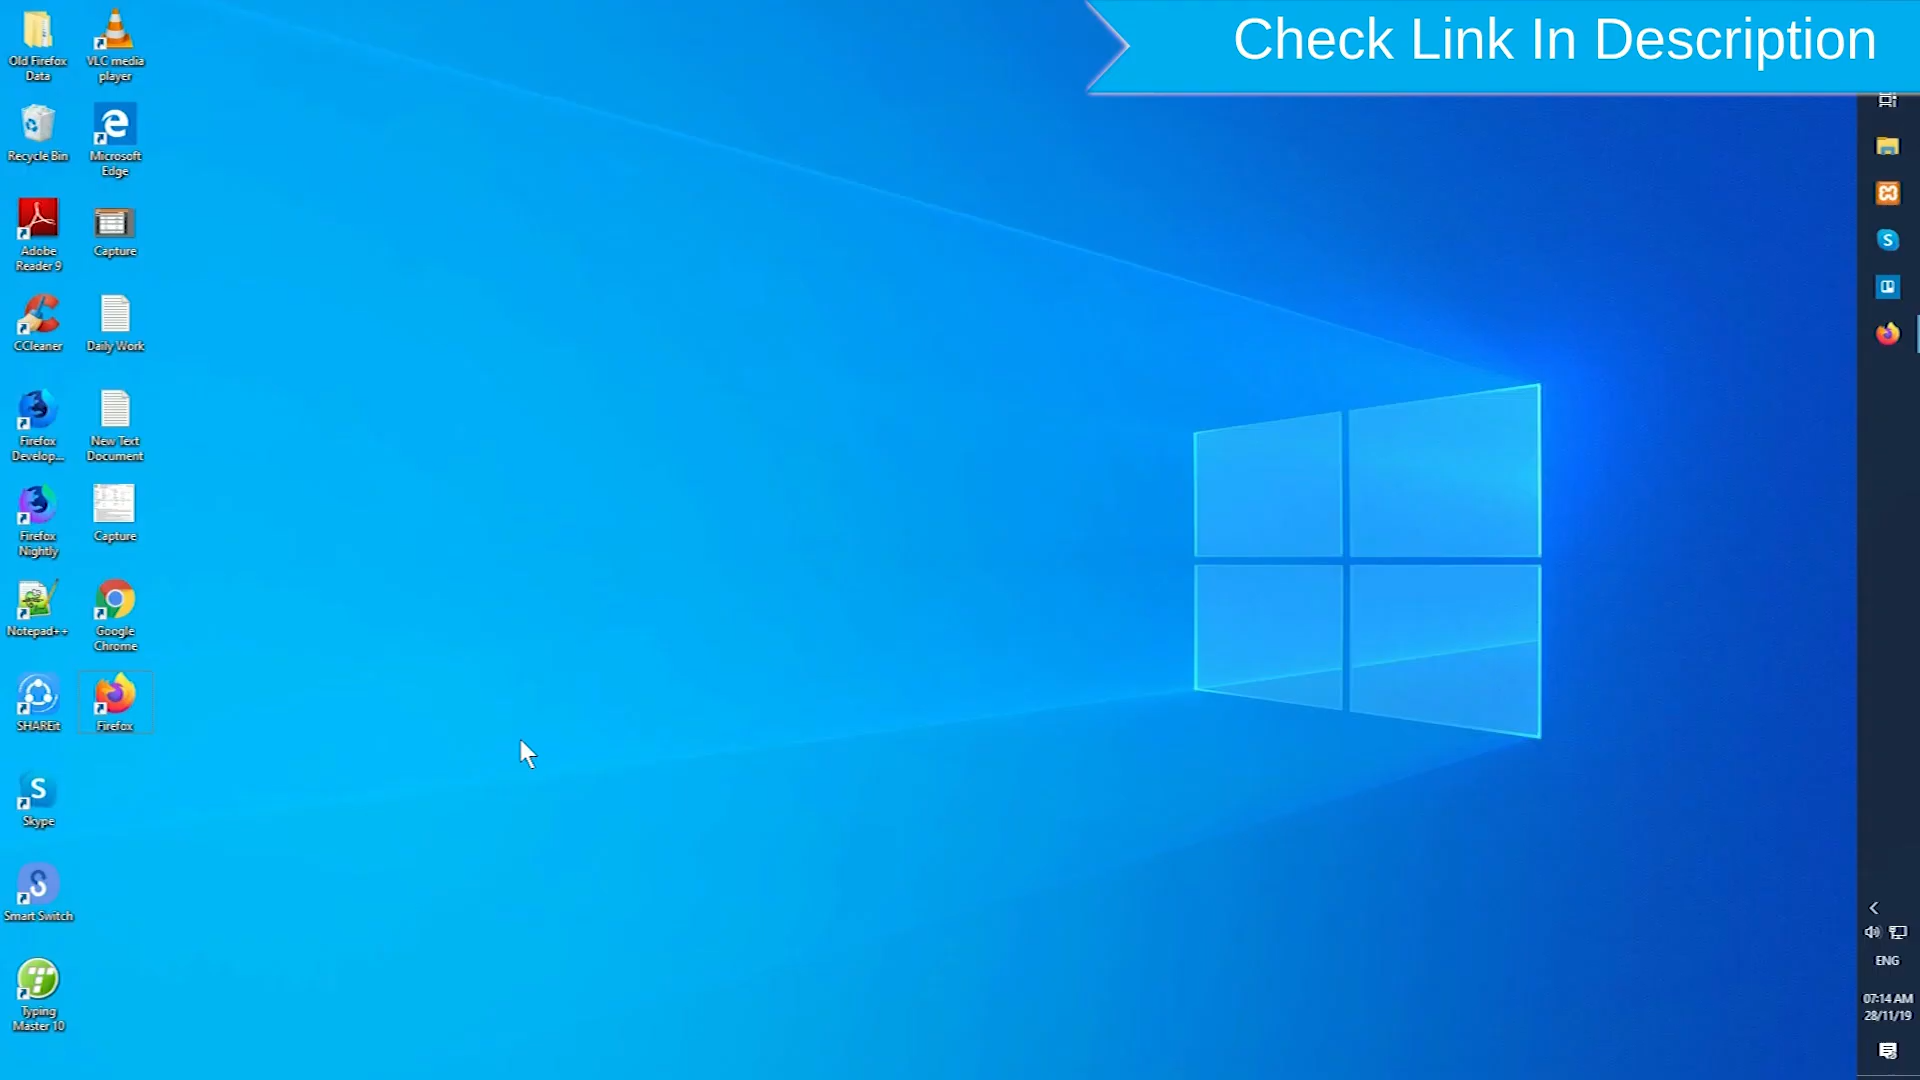 Check Link In Description
Old Firefox
Data
VLC media
player
Recycle Bin
Microsoft
Edge
Adobe
Reader 9
Capture
CCleaner
Daily Work
Firefox
Develop...
New Text
Document
Firefox
Nightly
Capture
Notepad++
Google
Chrome
SHAREit
Firefox
Skype
Smart Switch
Typing
Master 10
ENG
07:14 AM
28/11/19